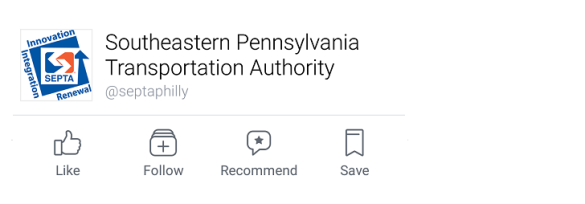 Innovation
Integration
SEPTA
Renewal
Southeastern Pennsylvania
Transportation Authority
@septaphilly
Like
Follow
Recommend
Save